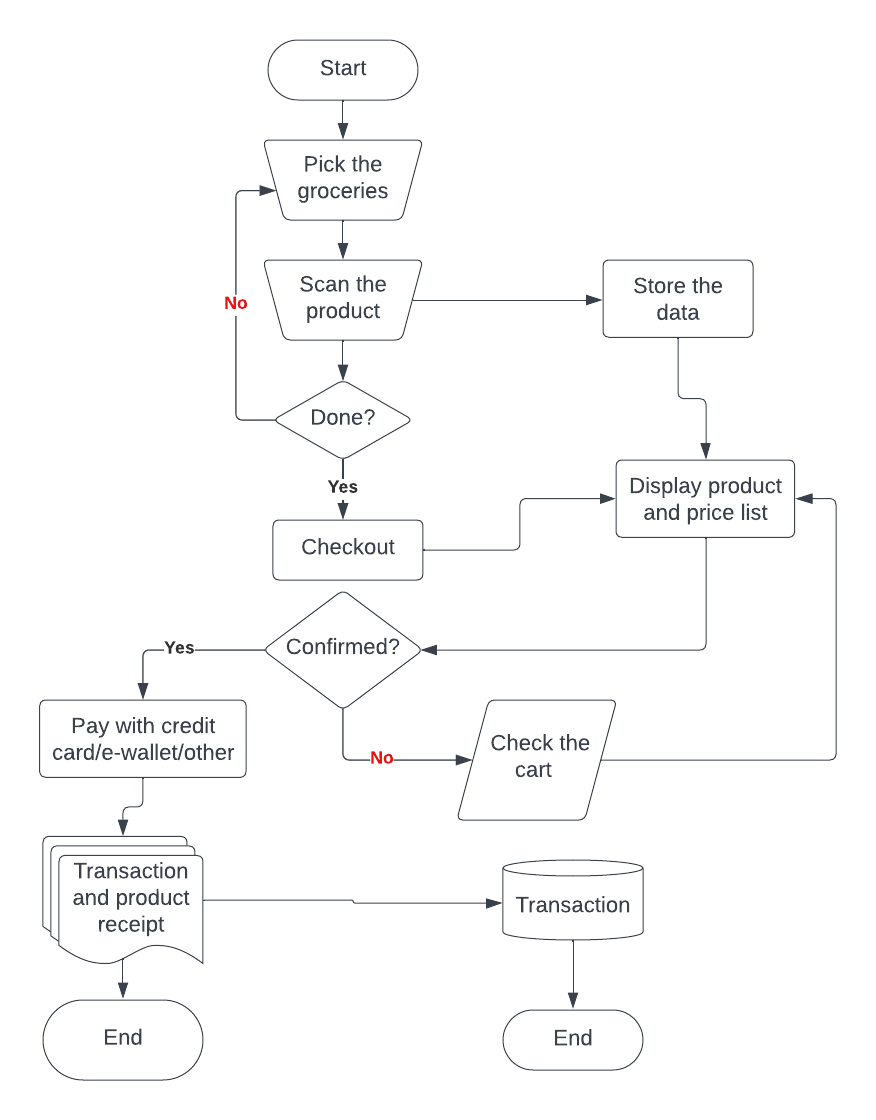 Start
Pick the
groceries
Scan the
product
No
Store the
data
Done?
Yes
Display product
and price list
Checkout
Confirmed?
Yes
Pay with credit
card/e-wallet/other
No
Check the
cart
Transaction
and product
receipt
Transaction
End
End